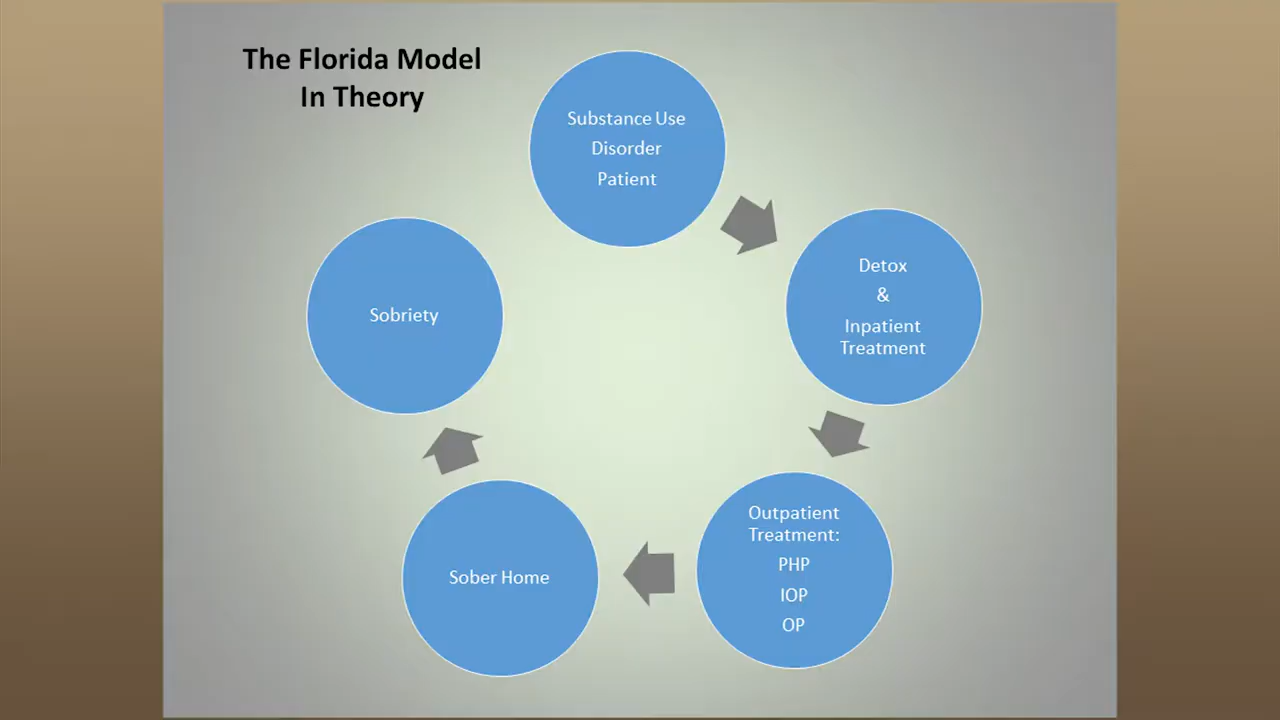 The Florida Model
In Theory
Substance Use
Disorder
Patient
Detox
&
Inpatient
Treatment
Outpatient
Treatment:
PHP
IOP
OP
Sober Home
Sobriety